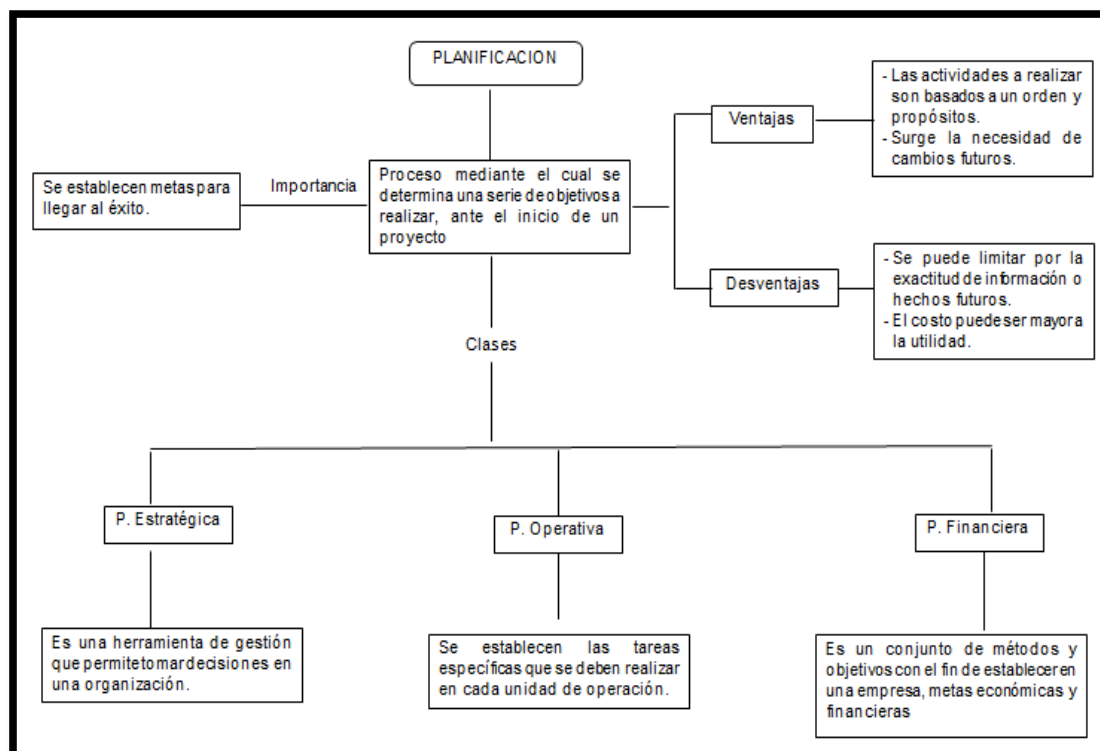 PLANIFICACION
- Las actividades a realizar
son basados a un orden y
propósitos.
- Surge la necesidad de
cambios futuros.
Ventajas
Se establecen metas para
llegar al éxito.
Importancia
Proceso mediante el cual se
determina una serie de objetivos a
realizar, ante el inicio de un
proyecto
Desventajas
- Se puede limitar por la
exactitud de información o
hechos futuros.
- El costo puede ser mayor a
la utilidad.
Clases
P. Estratégica
P. Operativa
P. Financiera
Es una herramienta de gestión
que permite tomar decisiones en
una organización.
Se establecen las tareas
específicas que se deben realizar
en cada unidad de operación.
Es un conjunto de métodos y
objetivos con el fin de establecer en
una empresa, metas económicas y
financieras